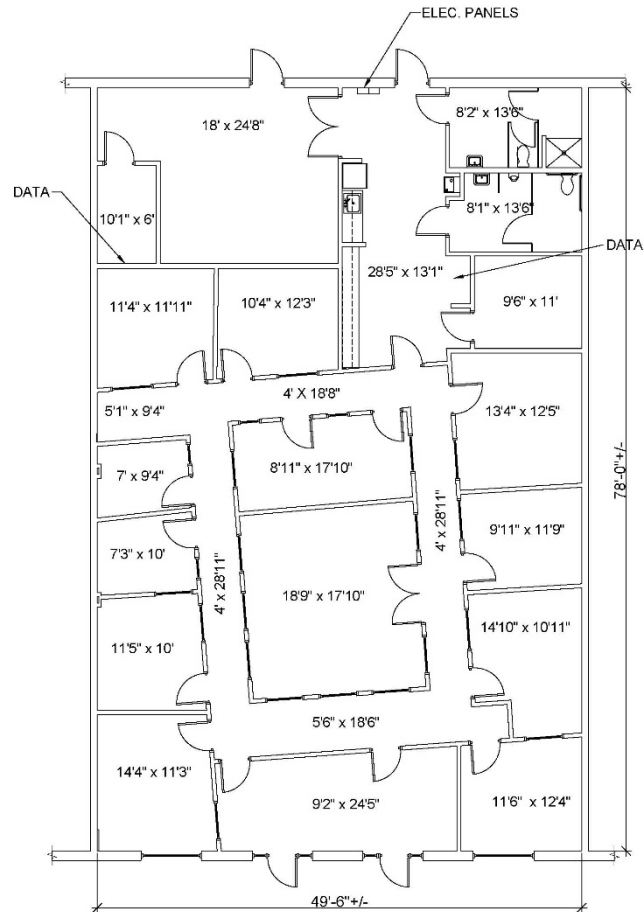 ELEC. PANELS
18' x 24'8"
8'2" x 13'6"
DATA
10'1" x 6'
8'1" x 13'6"
DATA
28'5" x 13'1"
9'6" x 11'
11'4" x 11'11"
10'4" x 12'3"
4' X 18'8"
5'1" x 9'4"
13'4" x 12'5"
8'11" x 17'10"
7' x 9'4"
78'-0"+/-
9'11" x 11'9"
4' x 28'11"
7'3" x 10'
4' x 28'11"
18'9" x 17'10"
14'10" x 10'11"
11'5" x 10'
5'6" x 18'6"
14'4" x 11'3"
9'2" x 24'5"
11'6" x 12'4"
49'-6"+/-